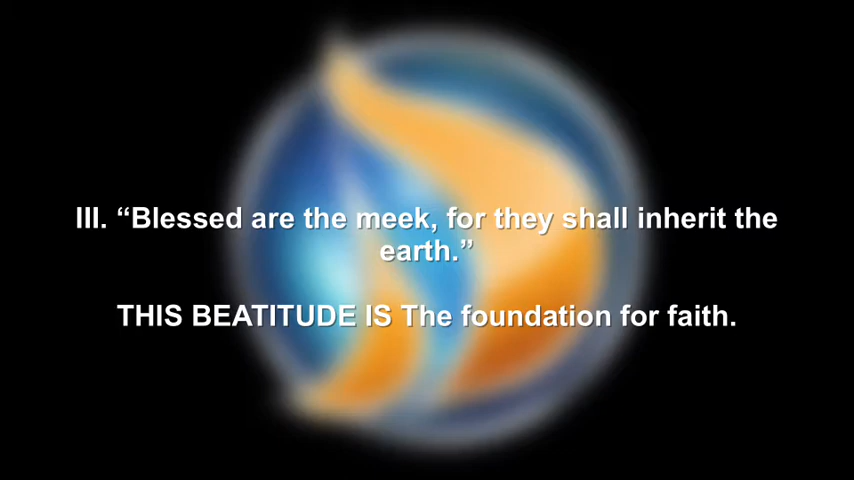 III. “Blessed are the meek, for they shall inherit the
earth.”
THIS BEATITUDE IS The foundation for faith.